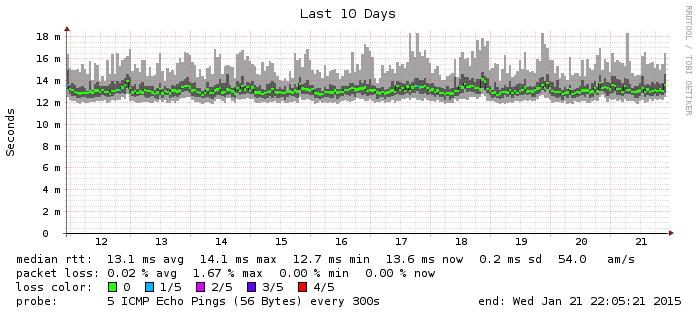 Last 10 Days
RRDTOOL / TOBI OETIKER
Seconds
18 m
16 m
14 m
12 m
10 m
8 m
6 m
4 m
2 m
0
12 13 14 15 16 17 18 19 20 21
median rtt: 13.1 ms avg 14.1 ms max 12.7 ms min 13.6 ms now 0.2 ms sd 54.0 am/s
packet loss: 0.02 % avg 1.67 % max 0.00 % min 0.00 % now
loss color: 0 1/5 2/5 3/5 4/5
probe: 5 ICMP Echo Pings (56 Bytes) every 300s end: Wed Jan 21 22:05:21 2015